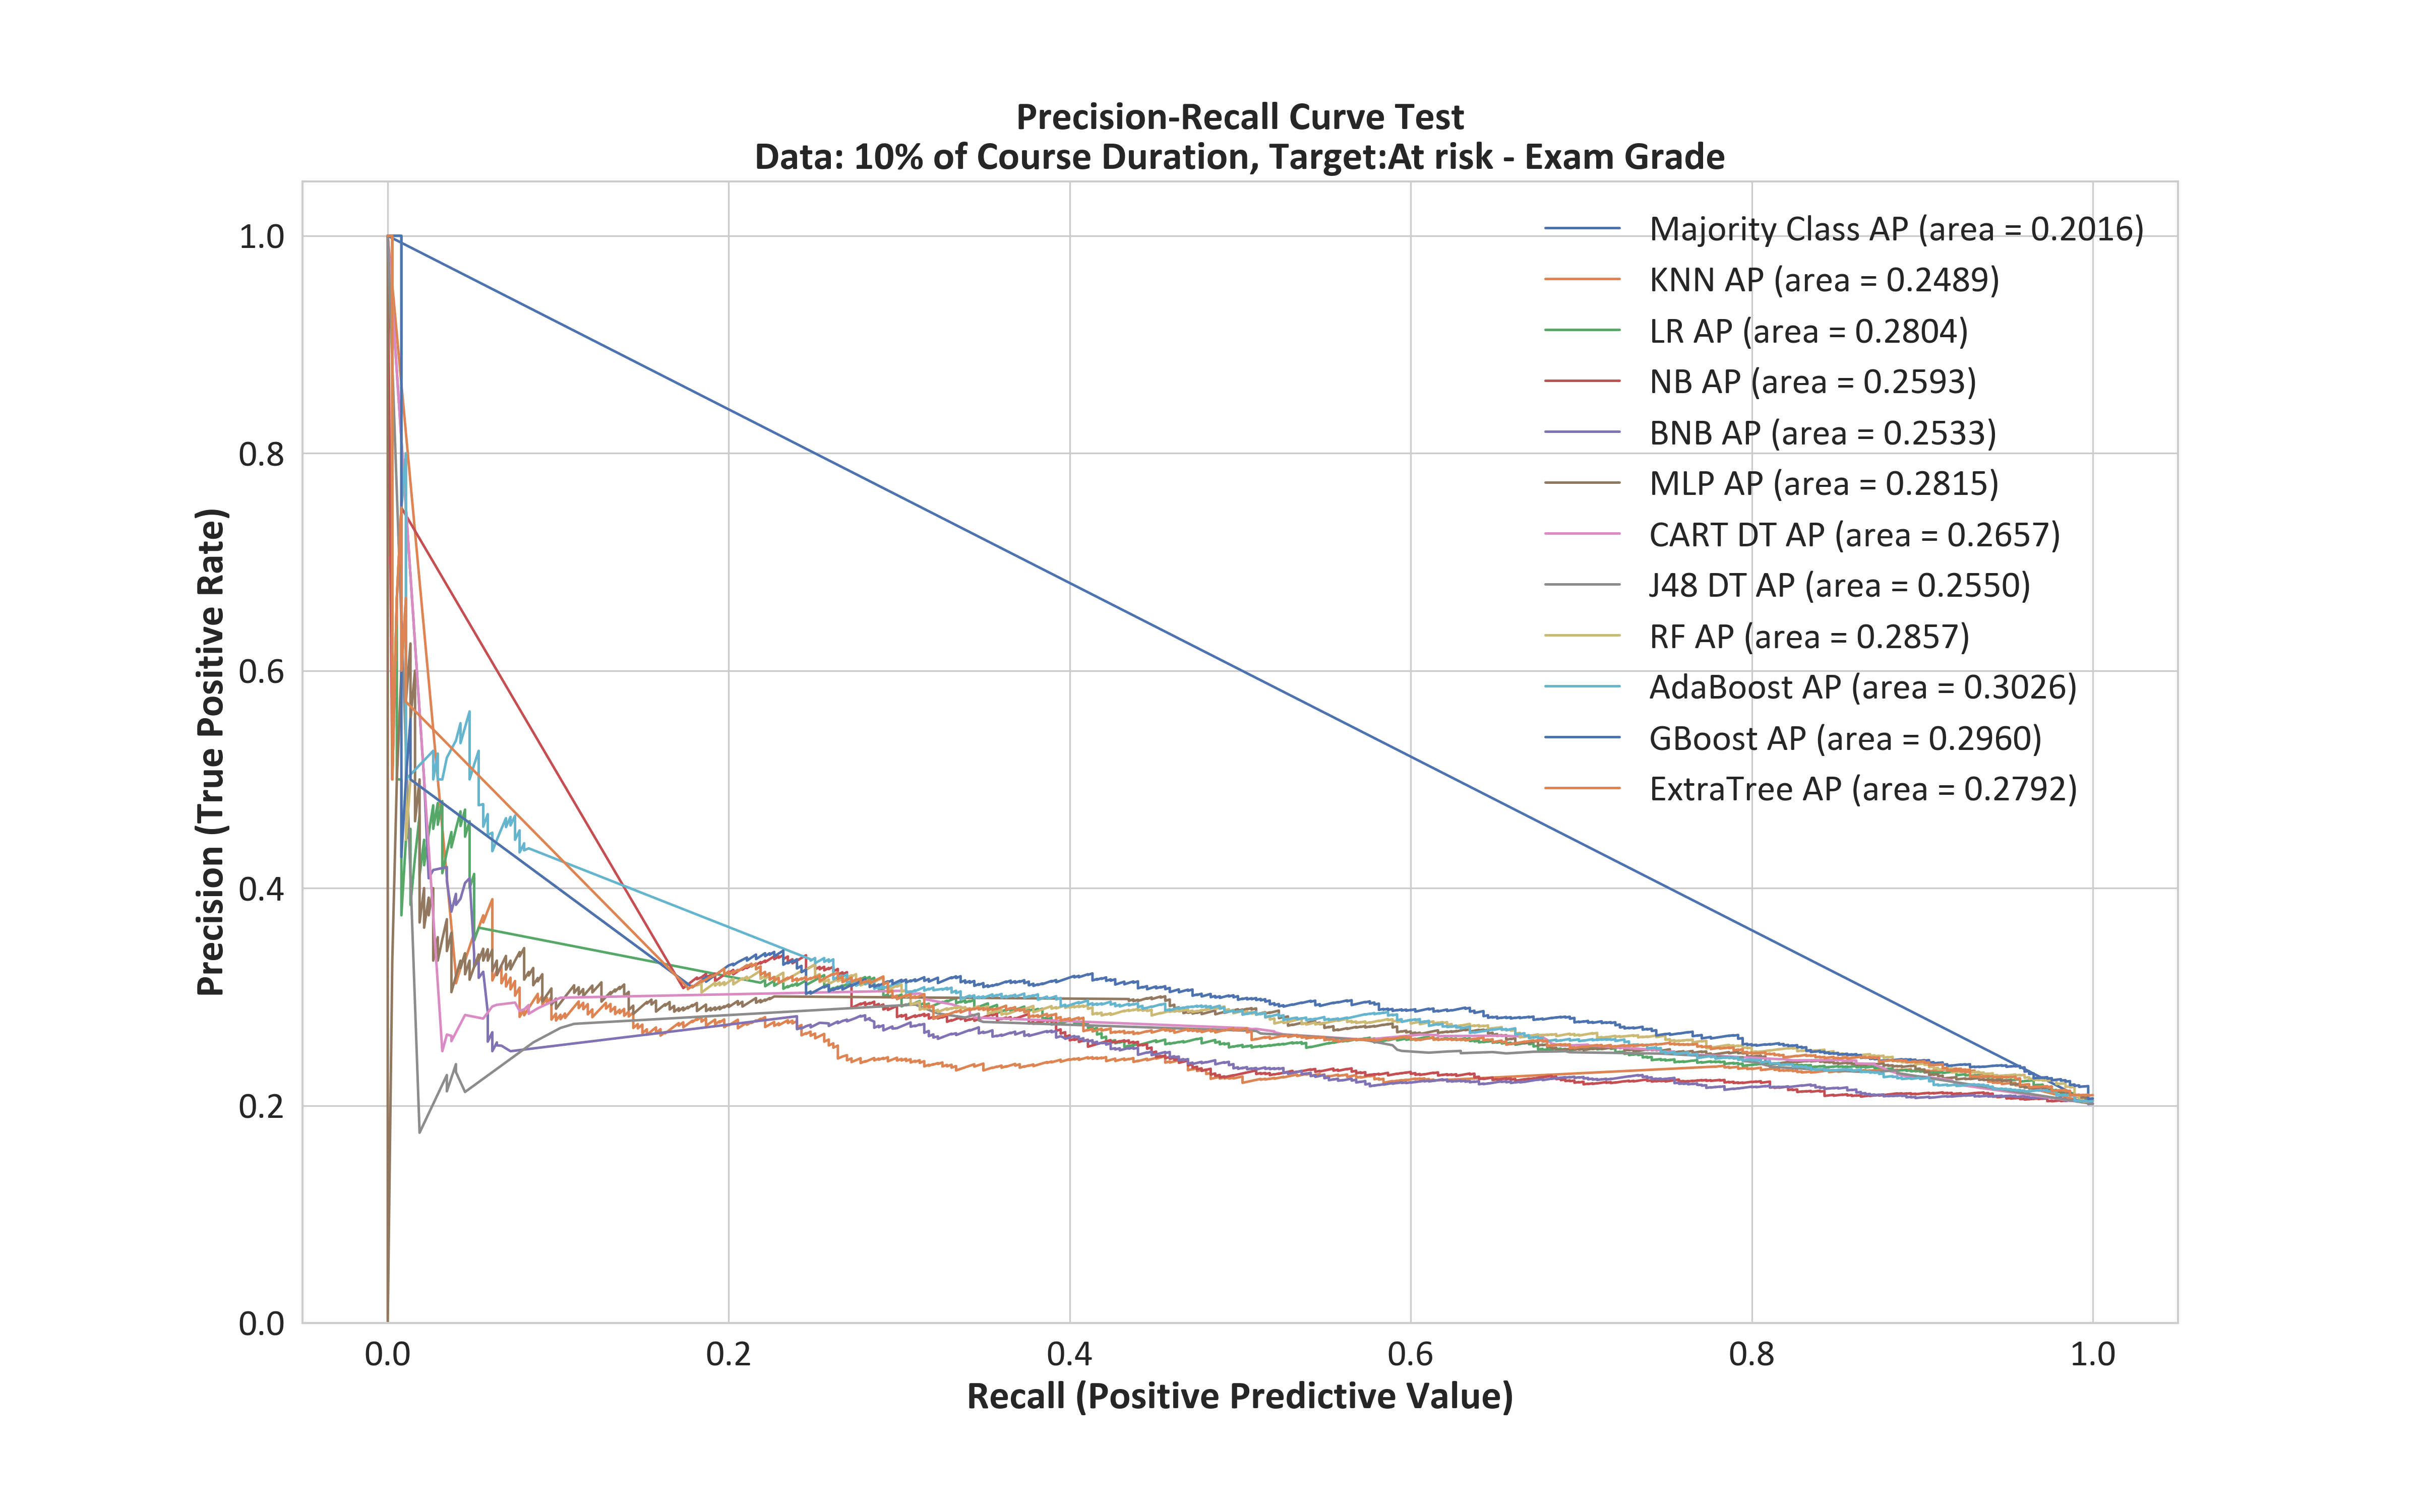 Precision-Recall Curve Test
Data: 10% of Course Duration, Target:At risk - Exam Grade
1.0
0.8
0.6
0.4
0.2
0.0
Precision (True Positive Rate)
Majority Class AP (area = 0.2016)
KNN AP (area = 0.2489)
LR AP (area = 0.2804)
NB AP (area = 0.2593)
BNB AP (area = 0.2533)
MLP AP (area = 0.2815)
CART DT AP (area = 0.2657)
J48 DT AP (area = 0.2550)
RF AP (area = 0.2857)
AdaBoost AP (area = 0.3026)
GBoost AP (area = 0.2960)
ExtraTree AP (area = 0.2792)
0.0 0.2 0.4 0.6 0.8 1.0
Recall (Positive Predictive Value)